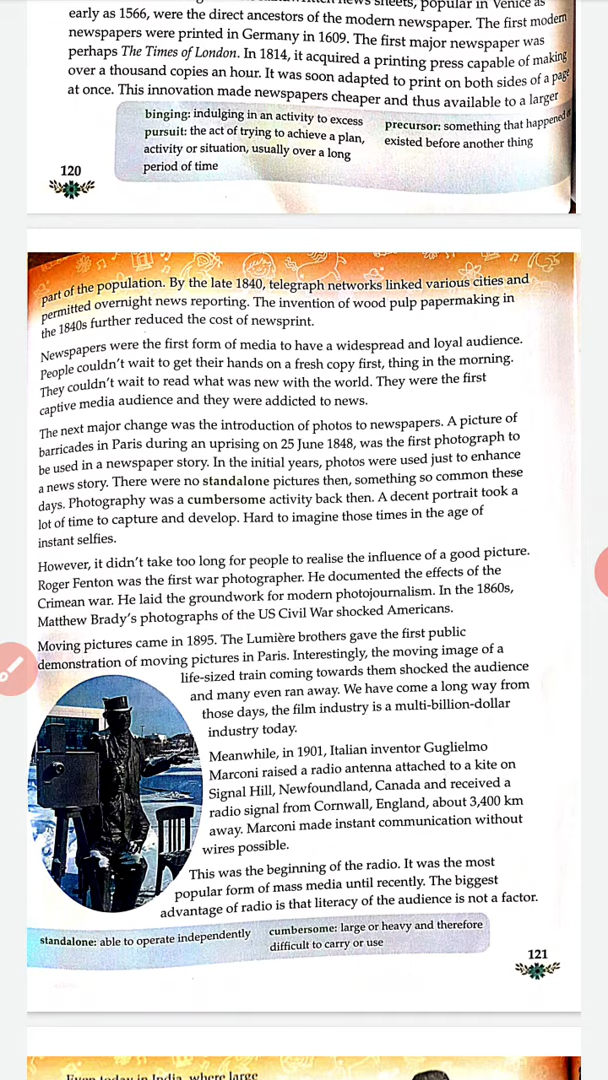 news sheets, popular in Venice as
early as 1566, were the direct ancestors of the modern newspaper. The first modern
newspapers were printed in Germany in 1609. The first major newspaper was
perhaps The Times of London. In 1814, it acquired a printing press capable of making
over a thousand copies an hour. It was soon adapted to print on both sides of a page
at once. This innovation made newspapers cheaper and thus available to a larger
binging: indulging in an activity to excess
pursuit: the act of trying to achieve a plan,
activity or situation, usually over a long
period of time
precursor: something that happened or
existed before another thing
120
part of the population. By the late 1840, telegraph networks linked various cities and
permitted overnight news reporting. The invention of wood pulp papermaking in
the 1840s further reduced the cost of newsprint.
Newspapers were the first form of media to have a widespread and loyal audience.
People couldn't wait to get their hands on a fresh copy first, thing in the morning.
They couldn't wait to read what was new with the world. They were the first
captive media audience and they were addicted to news.
The next major change was the introduction of photos to newspapers. A picture of
barricades in Paris during an uprising on 25 June 1848, was the first photograph to
be used in a newspaper story. In the initial years, photos were used just to enhance
a news story. There were no standalone pictures then, something so common these
days. Photography was a cumbersome activity back then. A decent portrait took a
lot of time to capture and develop. Hard to imagine those times in the age of
instant selfies.
However, it didn't take too long for people to realise the influence of a good picture.
Roger Fenton was the first war photographer. He documented the effects of the
Crimean war. He laid the groundwork for modern photojournalism. In the 1860s,
Matthew Brady's photographs of the US Civil War shocked Americans.
Moving pictures came in 1895. The Lumière brothers gave the first public
demonstration of moving pictures in Paris. Interestingly, the moving image of a
life-sized train coming towards them shocked the audience
and many even ran away. We have come a long way from
those days, the film industry is a multi-billion-dollar
industry today.
Meanwhile, in 1901, Italian inventor Guglielmo
Marconi raised a radio antenna attached to a kite on
Signal Hill, Newfoundland, Canada and received a
radio signal from Cornwall, England, about 3,400 km
away. Marconi made instant communication without
wires possible.
This was the beginning of the radio. It was the most
popular form of mass media until recently. The biggest
advantage of radio is that literacy of the audience is not a factor.
standalone: able to operate independently
cumbersome: large or heavy and therefore
difficult to carry or use
121
Even today in India, where large